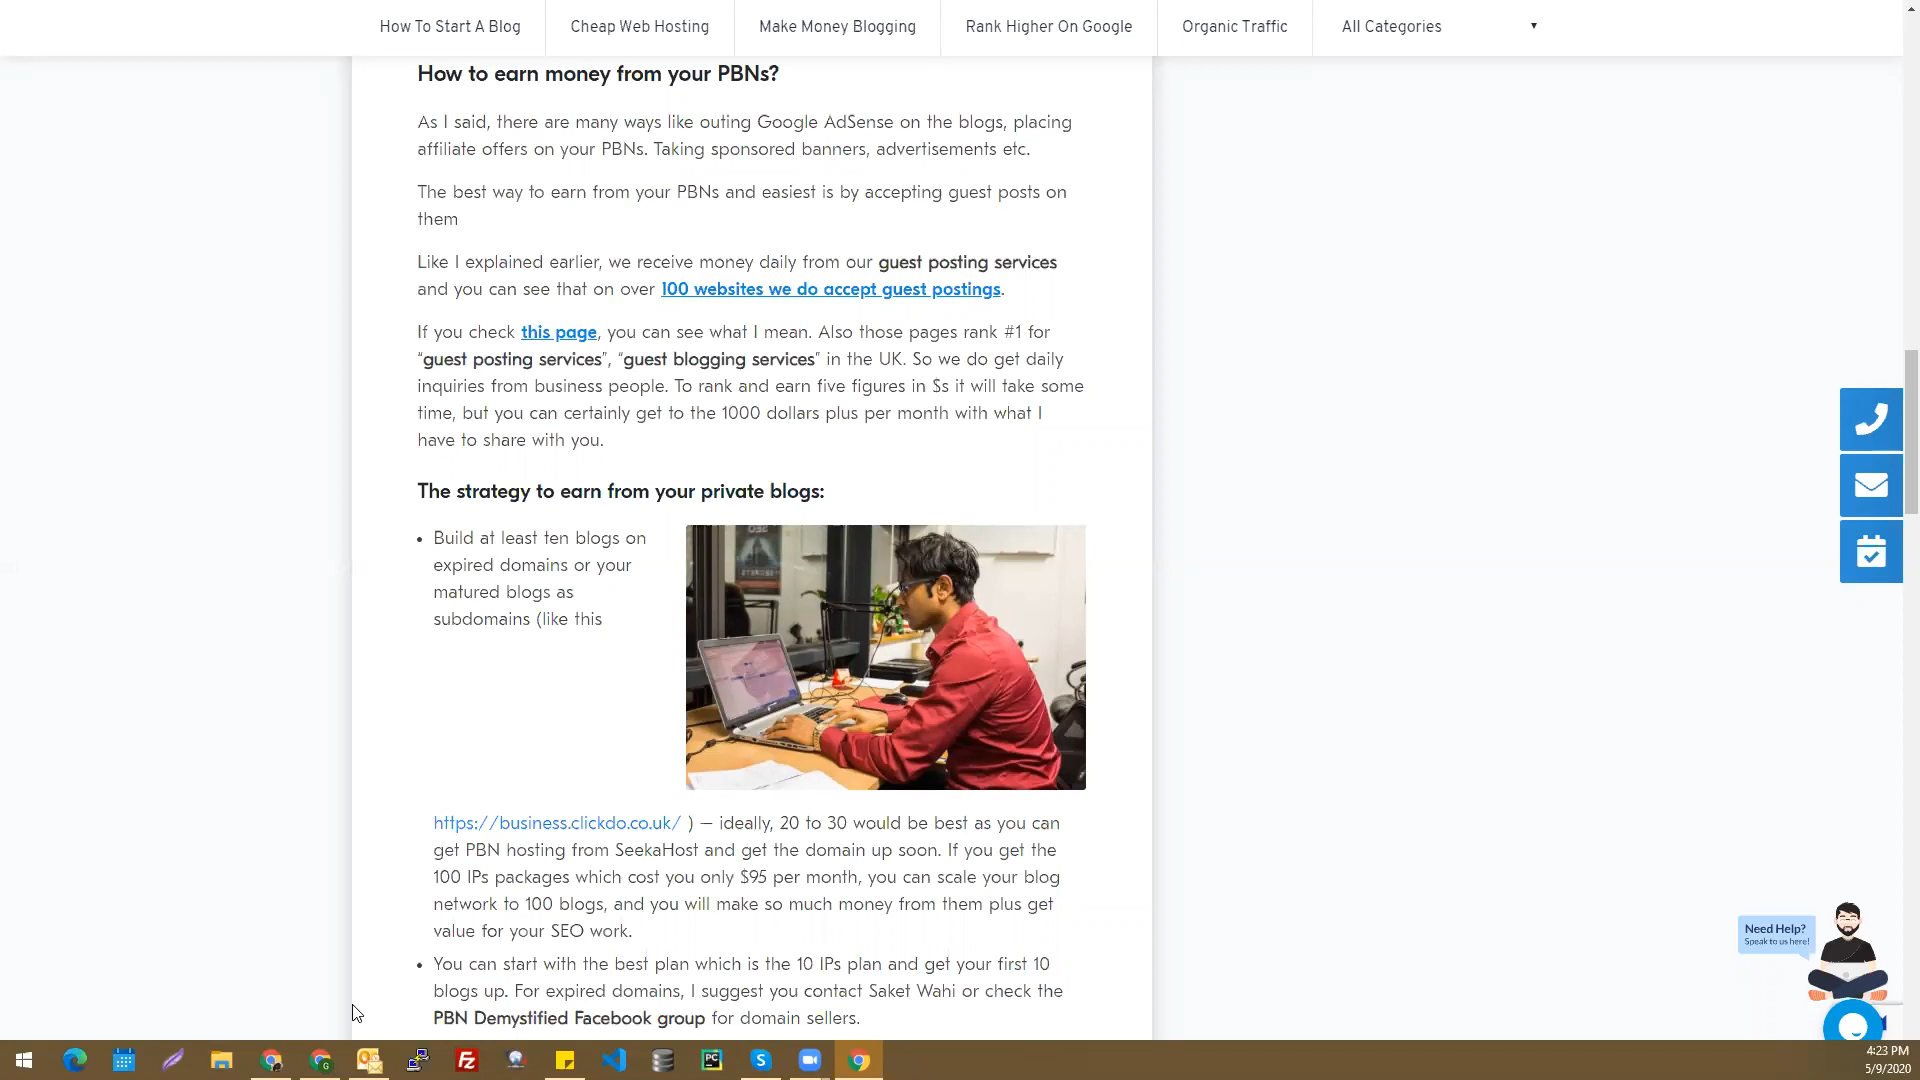 How To Start A Blog
Cheap Web Hosting
Make Money Blogging
Rank Higher On Google
Organic Traffic
All Categories
How to earn money from your PBNs?
As I said, there are many ways like outing Google AdSense on the blogs, placing
affiliate offers on your PBNs. Taking sponsored banners, advertisements etc.
The best way to earn from your PBNs and easiest is by accepting guest posts on
them
Like I explained earlier, we receive money daily from our guest posting services
and you can see that on over 100 websites we do accept guest postings.
If you check this page, you can see what I mean. Also those pages rank #1 for
“guest posting services”, “guest blogging services” in the UK. So we do get daily
inquiries from business people. To rank and earn five figures in $s it will take some
time, but you can certainly get to the 1000 dollars plus per month with what I
have to share with you.
The strategy to earn from your private blogs:
• Build at least ten blogs on
expired domains or your
matured blogs as
subdomains (like this
https://business.clickdo.co.uk/ ) – ideally, 20 to 30 would be best as you can
get PBN hosting from SeekaHost and get the domain up soon. If you get the
100 IPs packages which cost you only $95 per month, you can scale your blog
network to 100 blogs, and you will make so much money from them plus get
value for your SEO work.
• You can start with the best plan which is the 10 IPs plan and get your first 10
blogs up. For expired domains, I suggest you contact Saket Wahi or check the
PBN Demystified Facebook group for domain sellers.
Need Help?
Speak to us here!
4:23 PM
5/9/2020